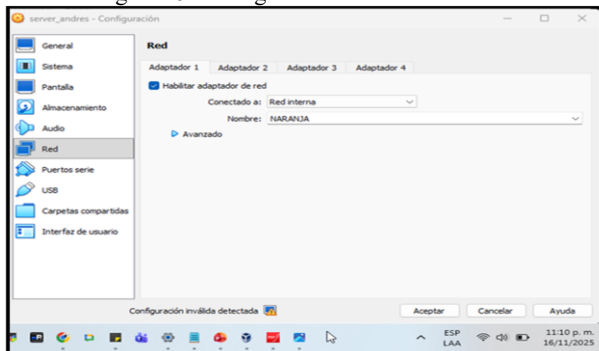 server_andres - Configuración
General
Sistema
Pantalla
Almacenamiento
Audio
Red
Puertos serie
USB
Carpetas compartidas
Interfaz de usuario
Red
Adaptador 1 Adaptador 2 Adaptador 3 Adaptador 4
Habilitar adaptador de red
Conectado a: Red interna
Nombre: NARANJA
Avanzado
Configuración inválida detectada
Aceptar Cancelar Ayuda
ESP
LAA
11:10 p. m.
16/11/2025